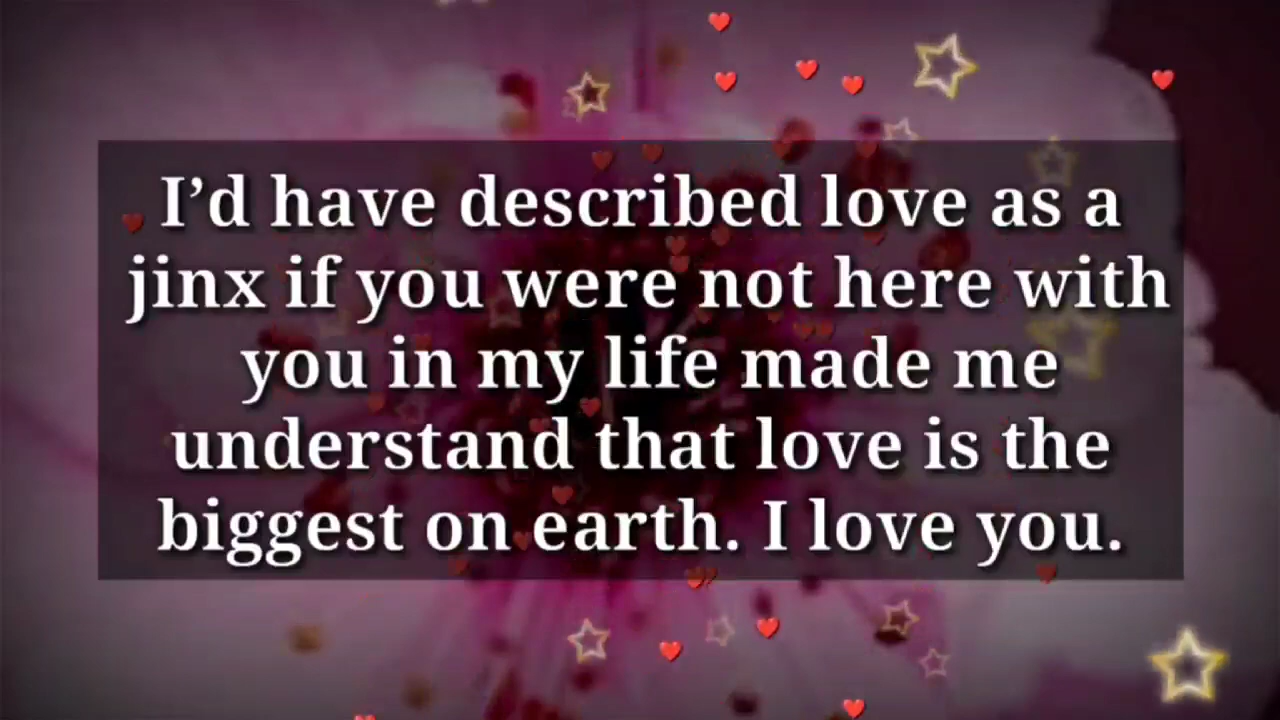 I’d have described love as a
jinx if you were not here with
you in my life made me
understand that love is the
biggest on earth. I love you.